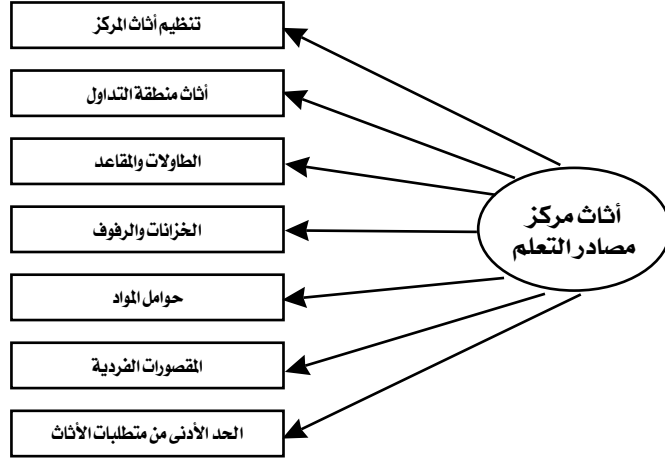 أثاث مركز
مصادر التعلم
تنظيم أثاث المركز
أثاث منطقة التداول
الطاولات والمقاعد
الخزانات والرفوف
حوامل المواد
المقصورات الفردية
الحد الأدنى من متطلبات الأثاث